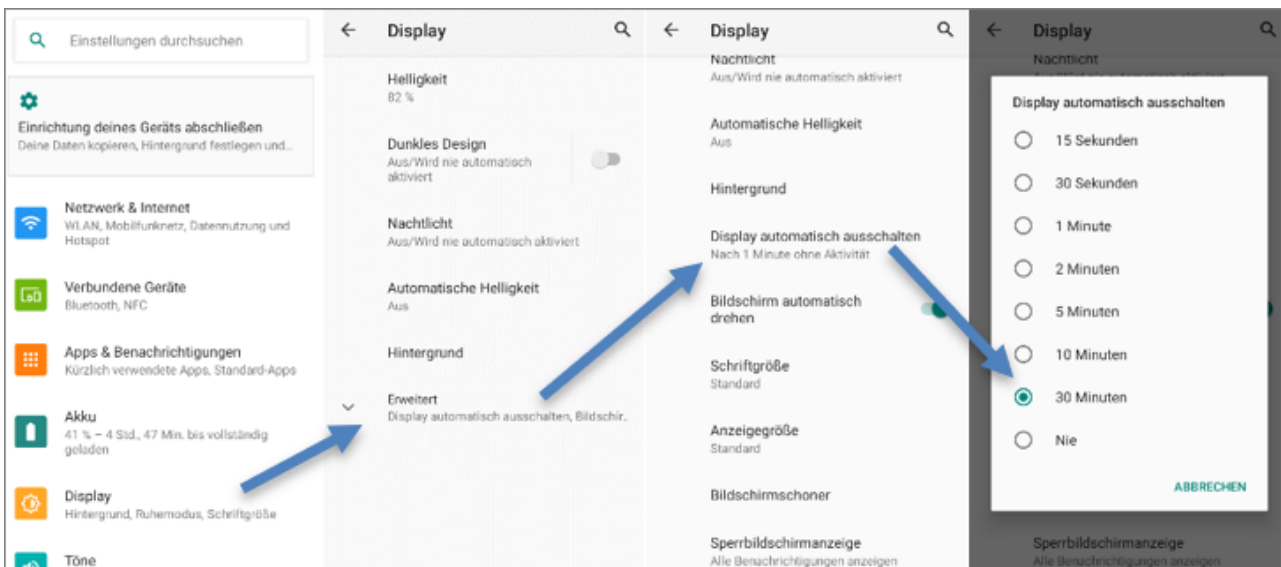 Einstellungen durchsuchen
Einrichtung deines Geräts abschließen
Deine Daten kopieren, Hintergrund festlegen und...
Netzwerk & Internet
WLAN, Mobilfunknetz, Datennutzung und
Hotspot
Verbundene Geräte
Bluetooth, NFC
Apps & Benachrichtigungen
Kürzlich verwendete Apps, Standard-Apps
Akku
41 % – 4 Std., 47 Min. bis vollständig
geladen
Display
Hintergrund, Ruhemodus, Schriftgröße
Töne
Display
Helligkeit
82 %
Dunkles Design
Aus/Wird nie automatisch
aktiviert
Nachtlicht
Aus/Wird nie automatisch aktiviert
Automatische Helligkeit
Aus
Hintergrund
Erweitert
Display automatisch ausschalten, Bildschir..
Display
Nachtlicht
Aus/Wird nie automatisch aktiviert
Automatische Helligkeit
Aus
Hintergrund
Display automatisch ausschalten
Nach 1 Minute ohne Aktivität
Bildschirm automatisch
drehen
Schriftgröße
Standard
Anzeigegröße
Standard
Bildschirmschoner
Sperrbildschirmanzeige
Alle Benachrichtigungen anzeigen
Display
Nachtlicht
Display automatisch ausschalten
15 Sekunden
30 Sekunden
1 Minute
2 Minuten
5 Minuten
10 Minuten
30 Minuten
Nie
ABBRECHEN
Sperrbildschirmanzeige
Alle Benachrichtigungen anzeigen